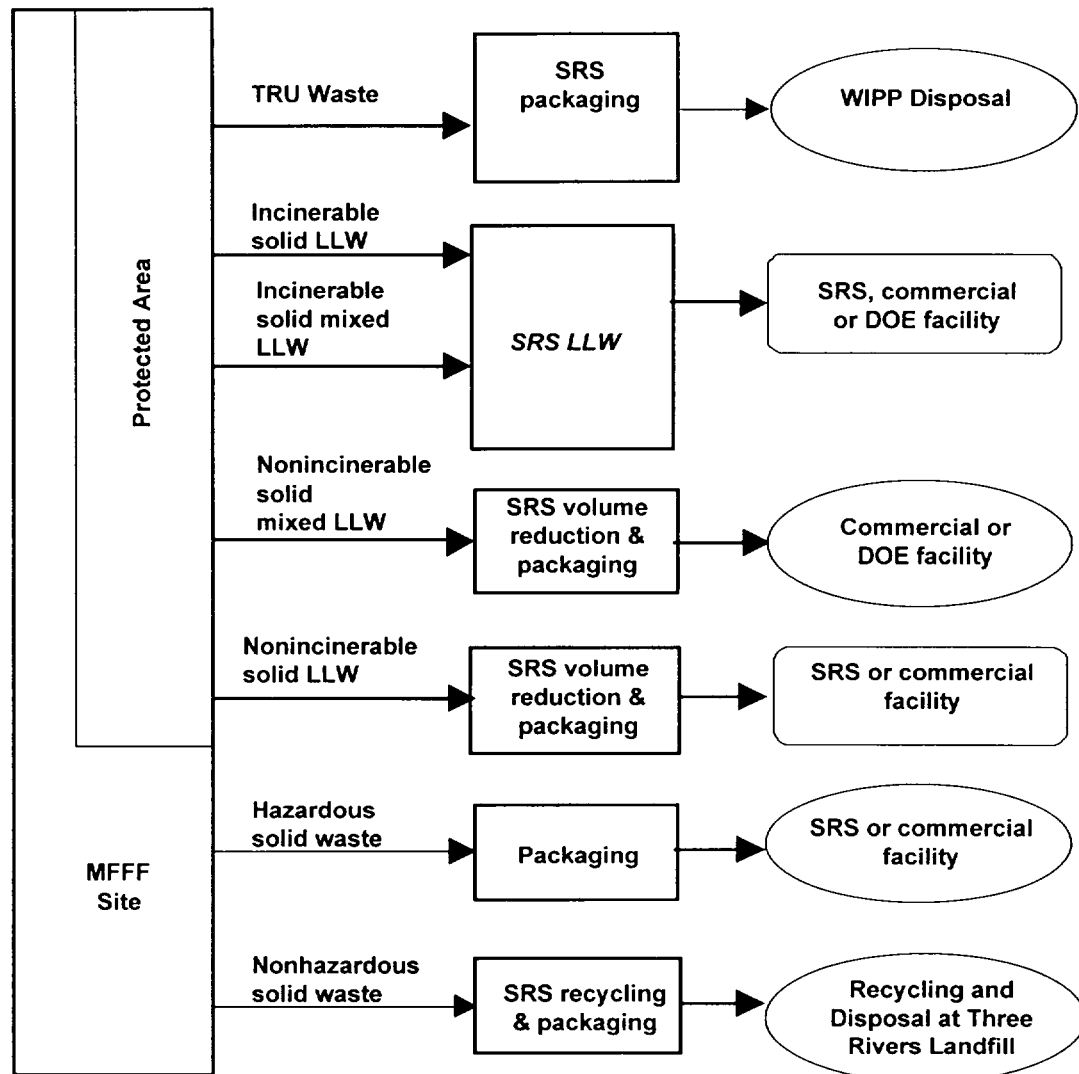 Protected Area
MFFF
Site
TRU Waste
SRS
packaging
WIPP Disposal
Incinerable
solid LLW
Incinerable
solid mixed
LLW
SRS LLW
SRS, commercial
or DOE facility
Nonincinerable
solid
mixed LLW
SRS volume
reduction &
packaging
Commercial or
DOE facility
Nonincinerable
solid LLW
SRS volume
reduction &
packaging
SRS or commercial
facility
Hazardous
solid waste
Packaging
SRS or commercial
facility
Nonhazardous
solid waste
SRS recycling
& packaging
Recycling and
Disposal at Three
Rivers Landfill